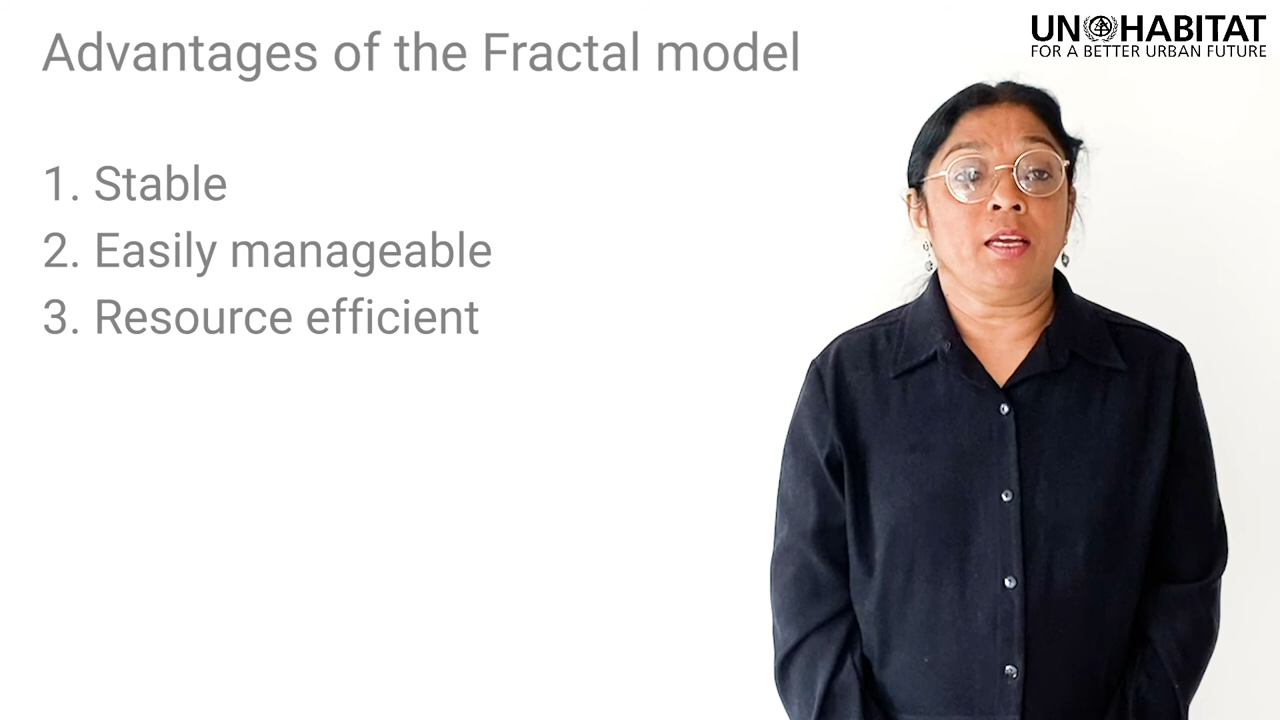 Advantages of the Fractal model
UN HABITAT
FOR A BETTER URBAN FUTURE
1. Stable
2. Easily manageable
3. Resource efficient